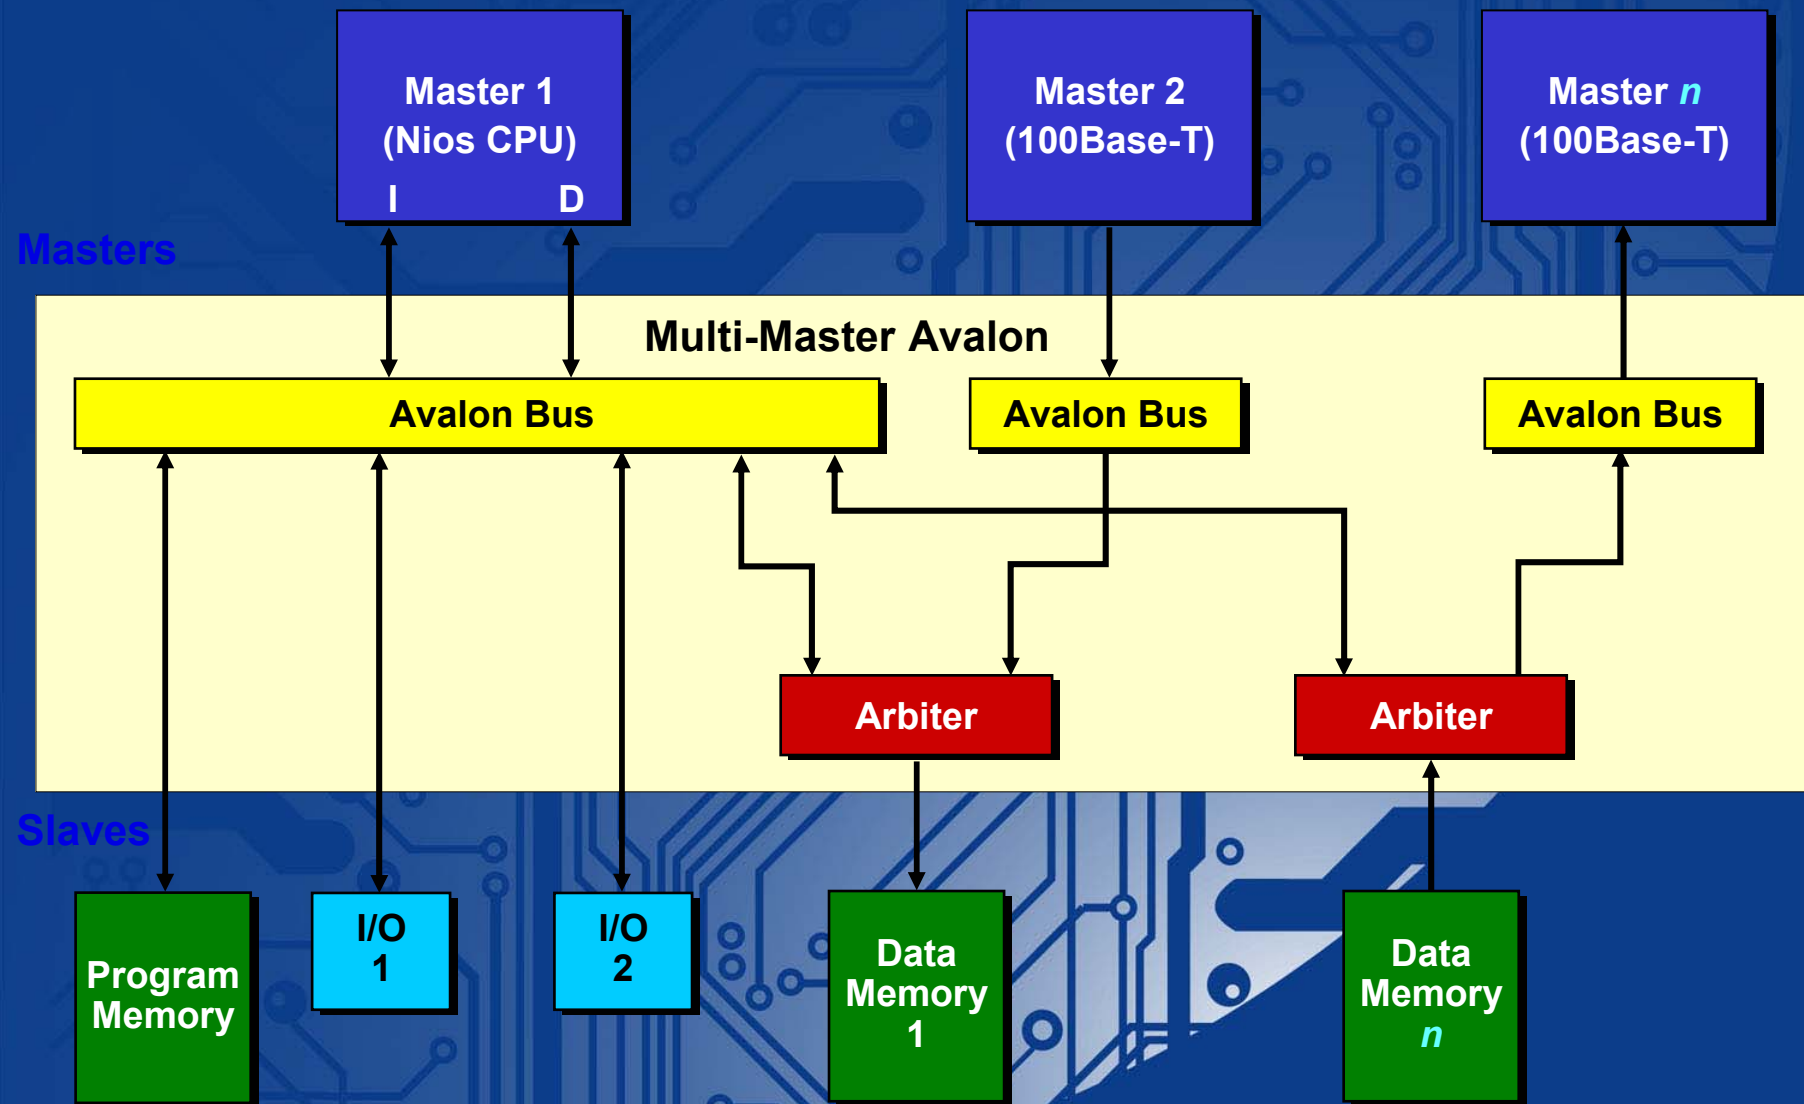 Master 1
(Nios CPU)
I D
Master 2
(100Base-T)
Master n
(100Base-T)
Masters
Multi-Master Avalon
Avalon Bus
Avalon Bus
Avalon Bus
Arbiter
Arbiter
Slaves
Program
Memory
I/O
1
I/O
2
Data
Memory
1
Data
Memory
n